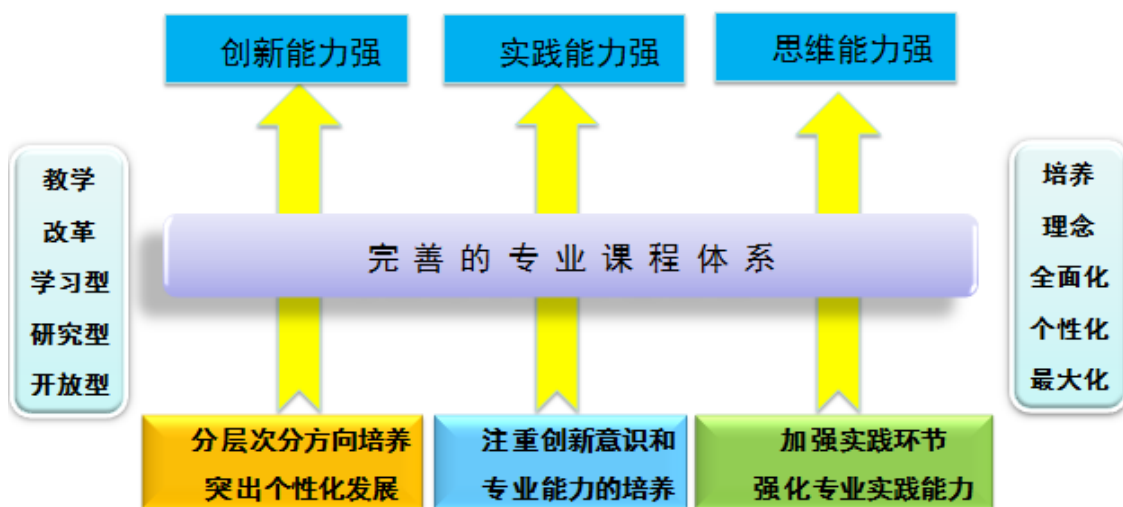 创新能力强
实践能力强
思维能力强
教学
改革
学习型
研究型
开放型
完善的专业课程体系
培养
理念
全面化
个性化
最大化
分层次分方向培养
突出个性化发展
注重创新意识和
专业能力的培养
加强实践环节
强化专业实践能力